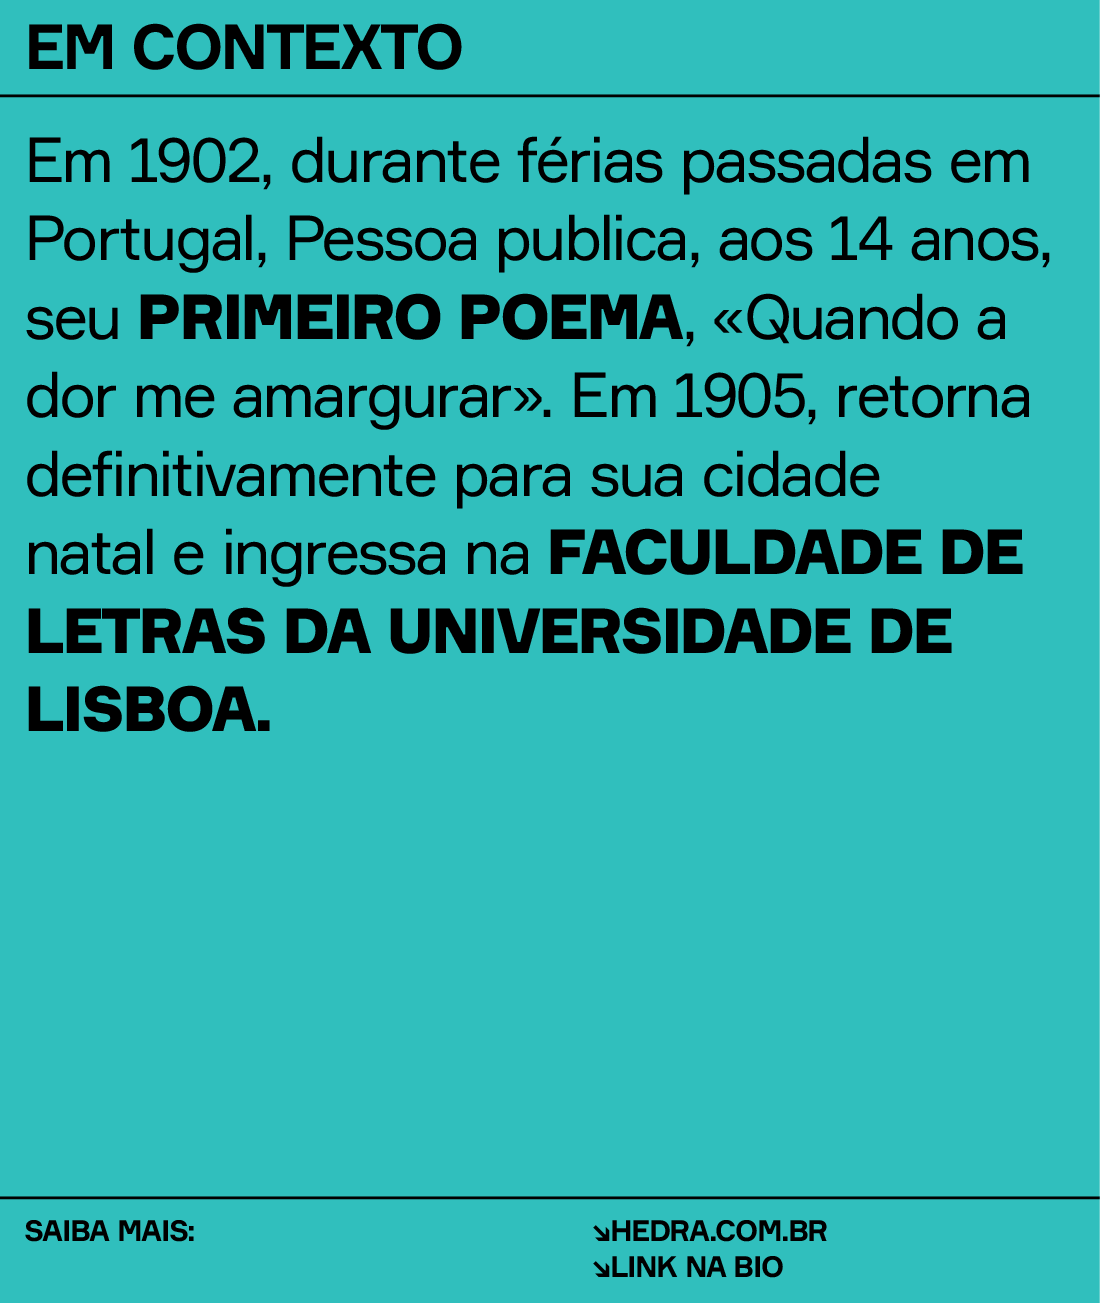 EM CONTEXTO
Em 1902, durante férias passadas em
Portugal, Pessoa publica, aos 14 anos,
seu PRIMEIRO POEMA, «Quando a
dor me amargurar». Em 1905, retorna
definitivamente para sua cidade
natal e ingressa na FACULDADE DE
LETRAS DA UNIVERSIDADE DE
LISBOA.
SAIBA MAIS:
↘HEDRA.COM.BR
↘LINK NA BIO